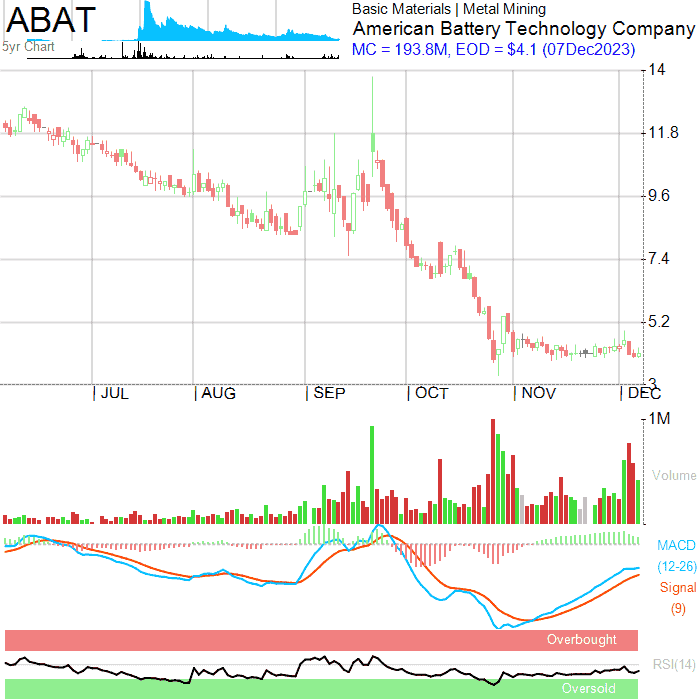 ABAT
5yr Chart
Basic Materials | Metal Mining
American Battery Technology Company
MC = 193.8M, EOD = $4.1 (07Dec2023)
14
11.8
9.6
7.4
5.2
3
JUL AUG SEP OCT NOV DEC
1M
Volume
MACD
(12-26)
Signal
(9)
Overbought
RSI(14)
Oversold